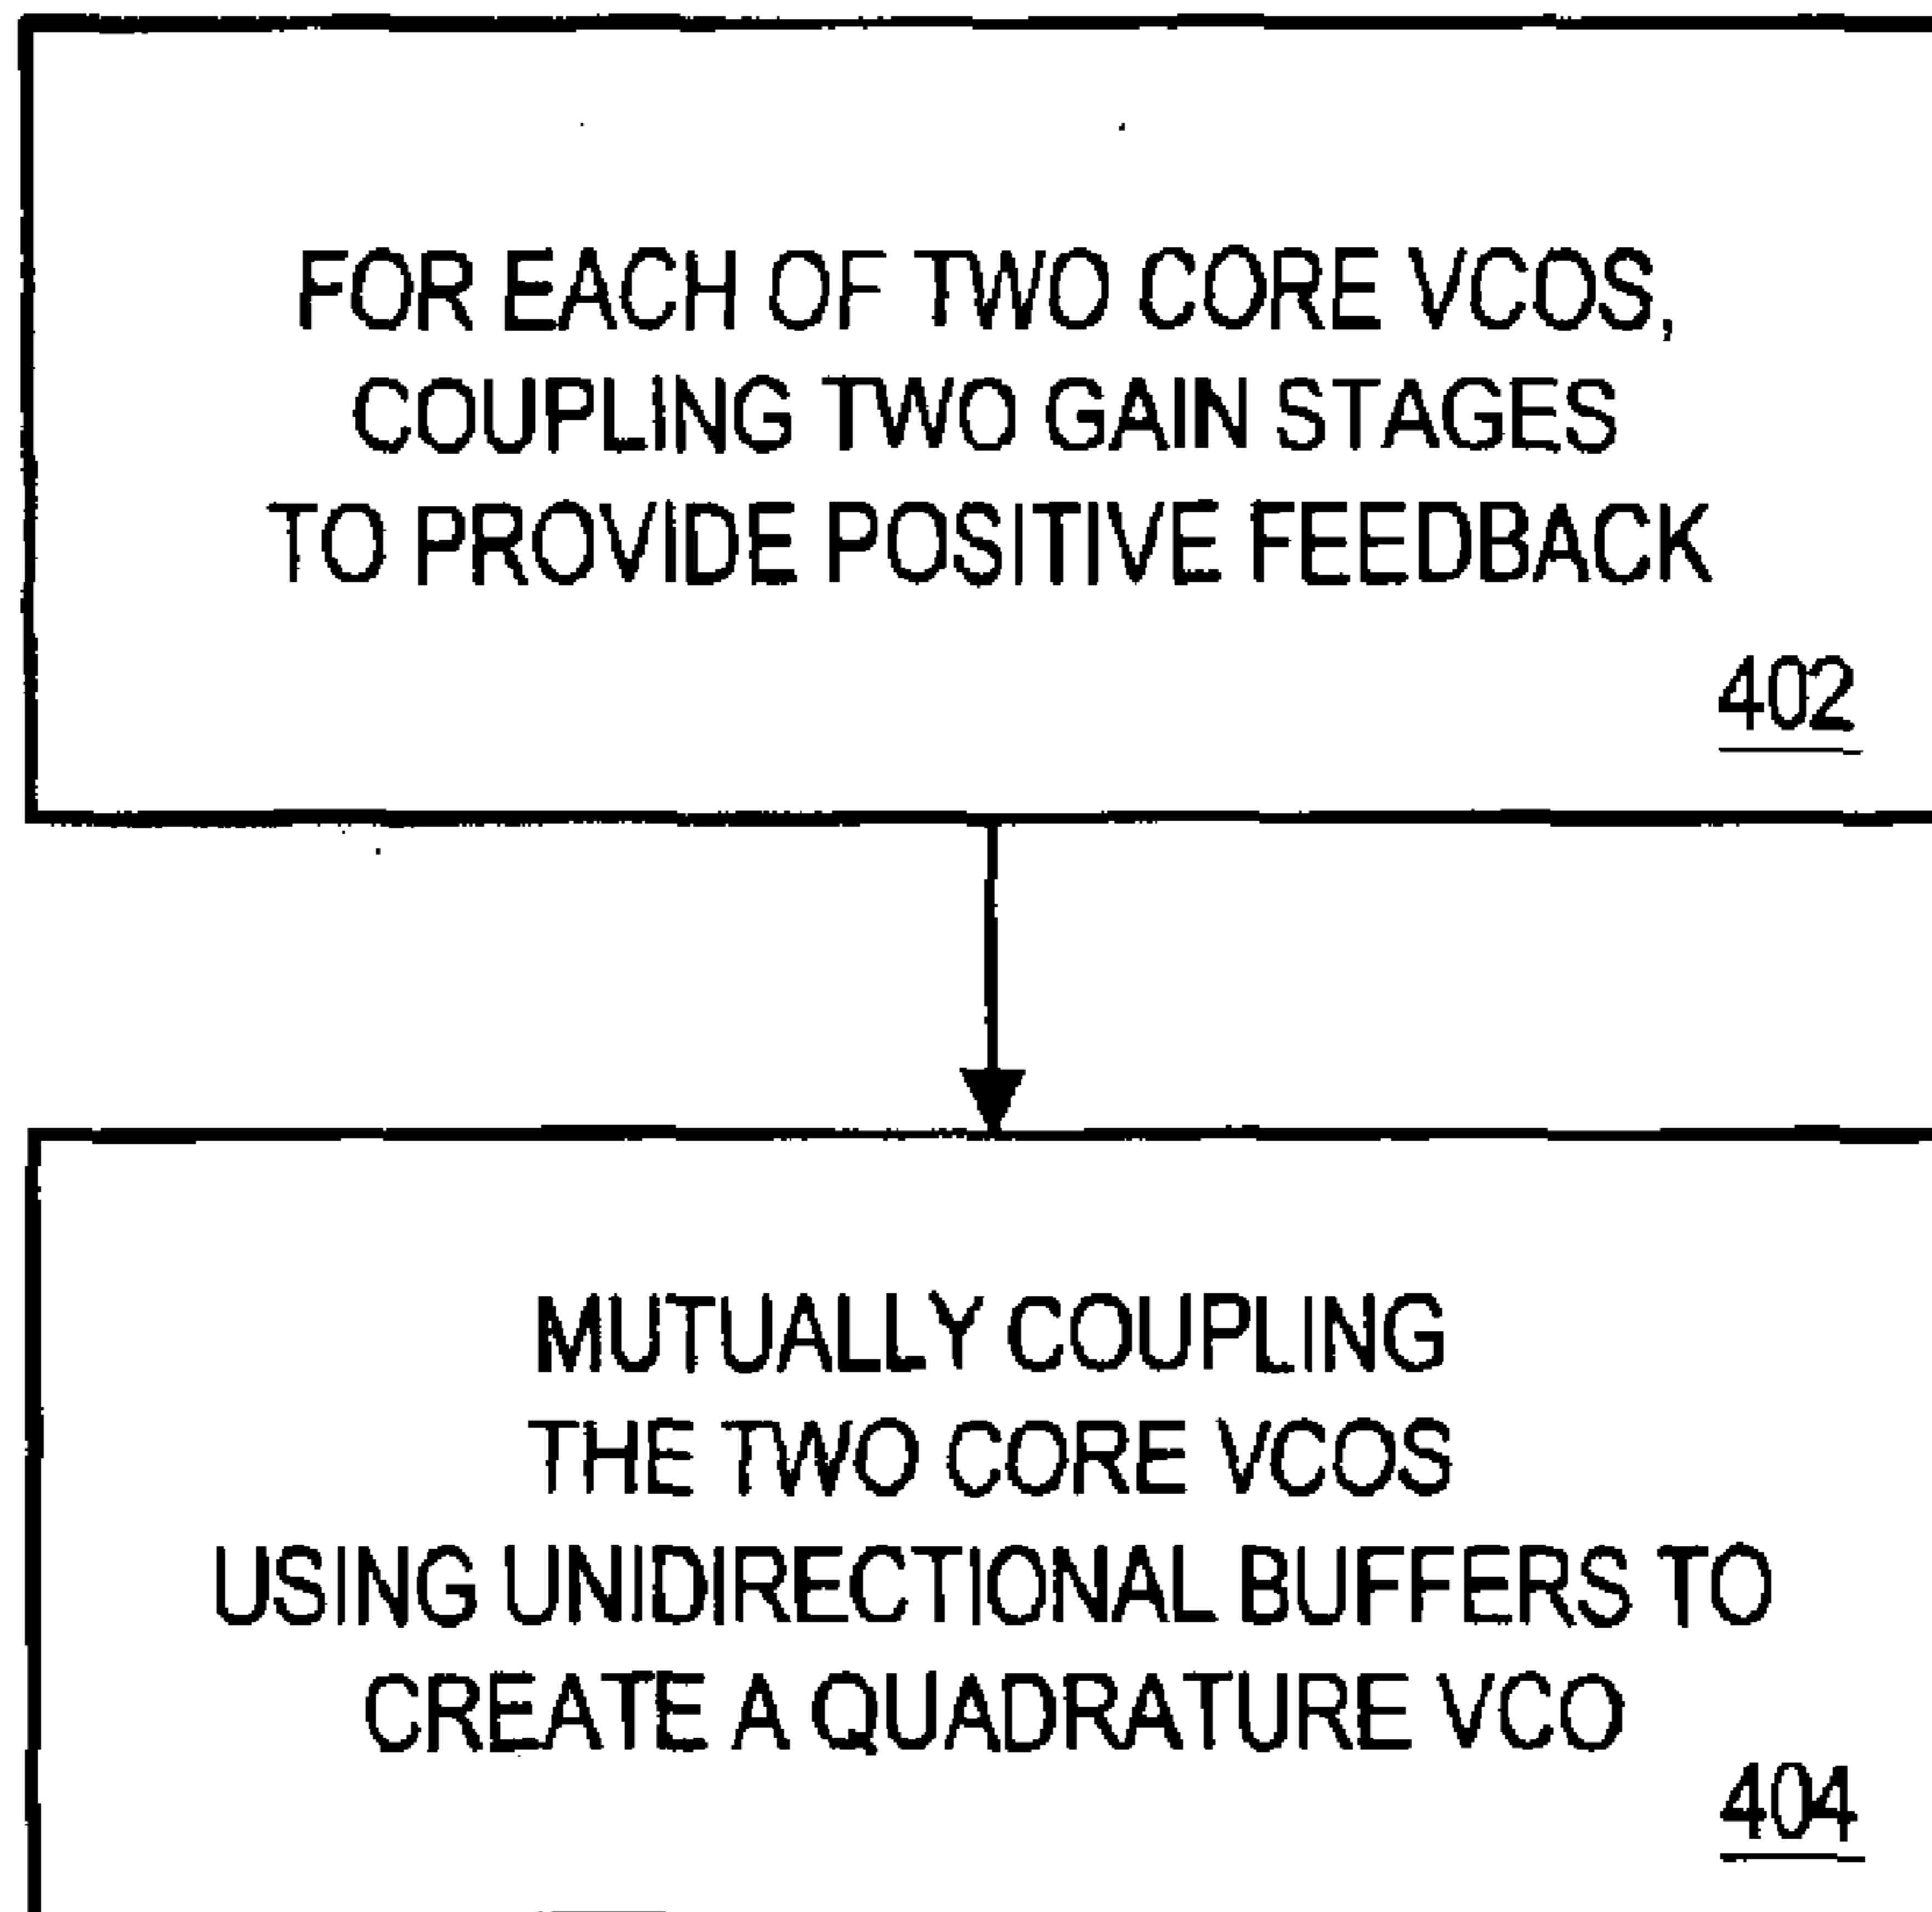 FOR EACH OF TWO CORE VCOS,
COUPLING TWO GAIN STAGES
TO PROVIDE POSITIVE FEEDBACK
402
MUTUALLY COUPLING
THE TWO CORE VCOS
USING UNIDIRECTIONAL BUFFERS TO
CREATE A QUADRATURE VCO
404